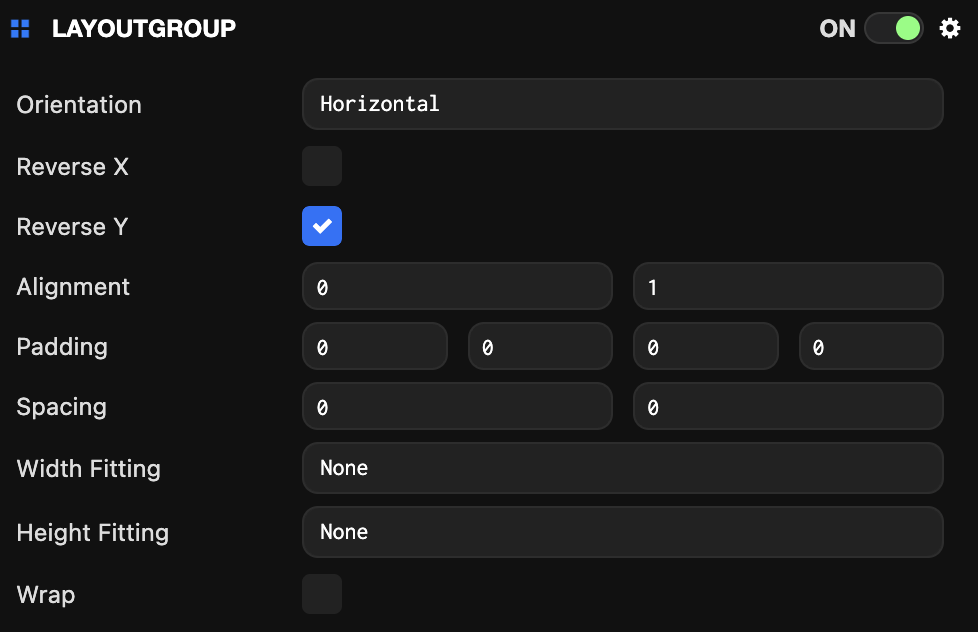 LAYOUTGROUP ON
Orientation Horizontal
Reverse X
Reverse Y
Alignment 0 1
Padding 0 0 0 0
Spacing 0 0
Width Fitting None
Height Fitting None
Wrap